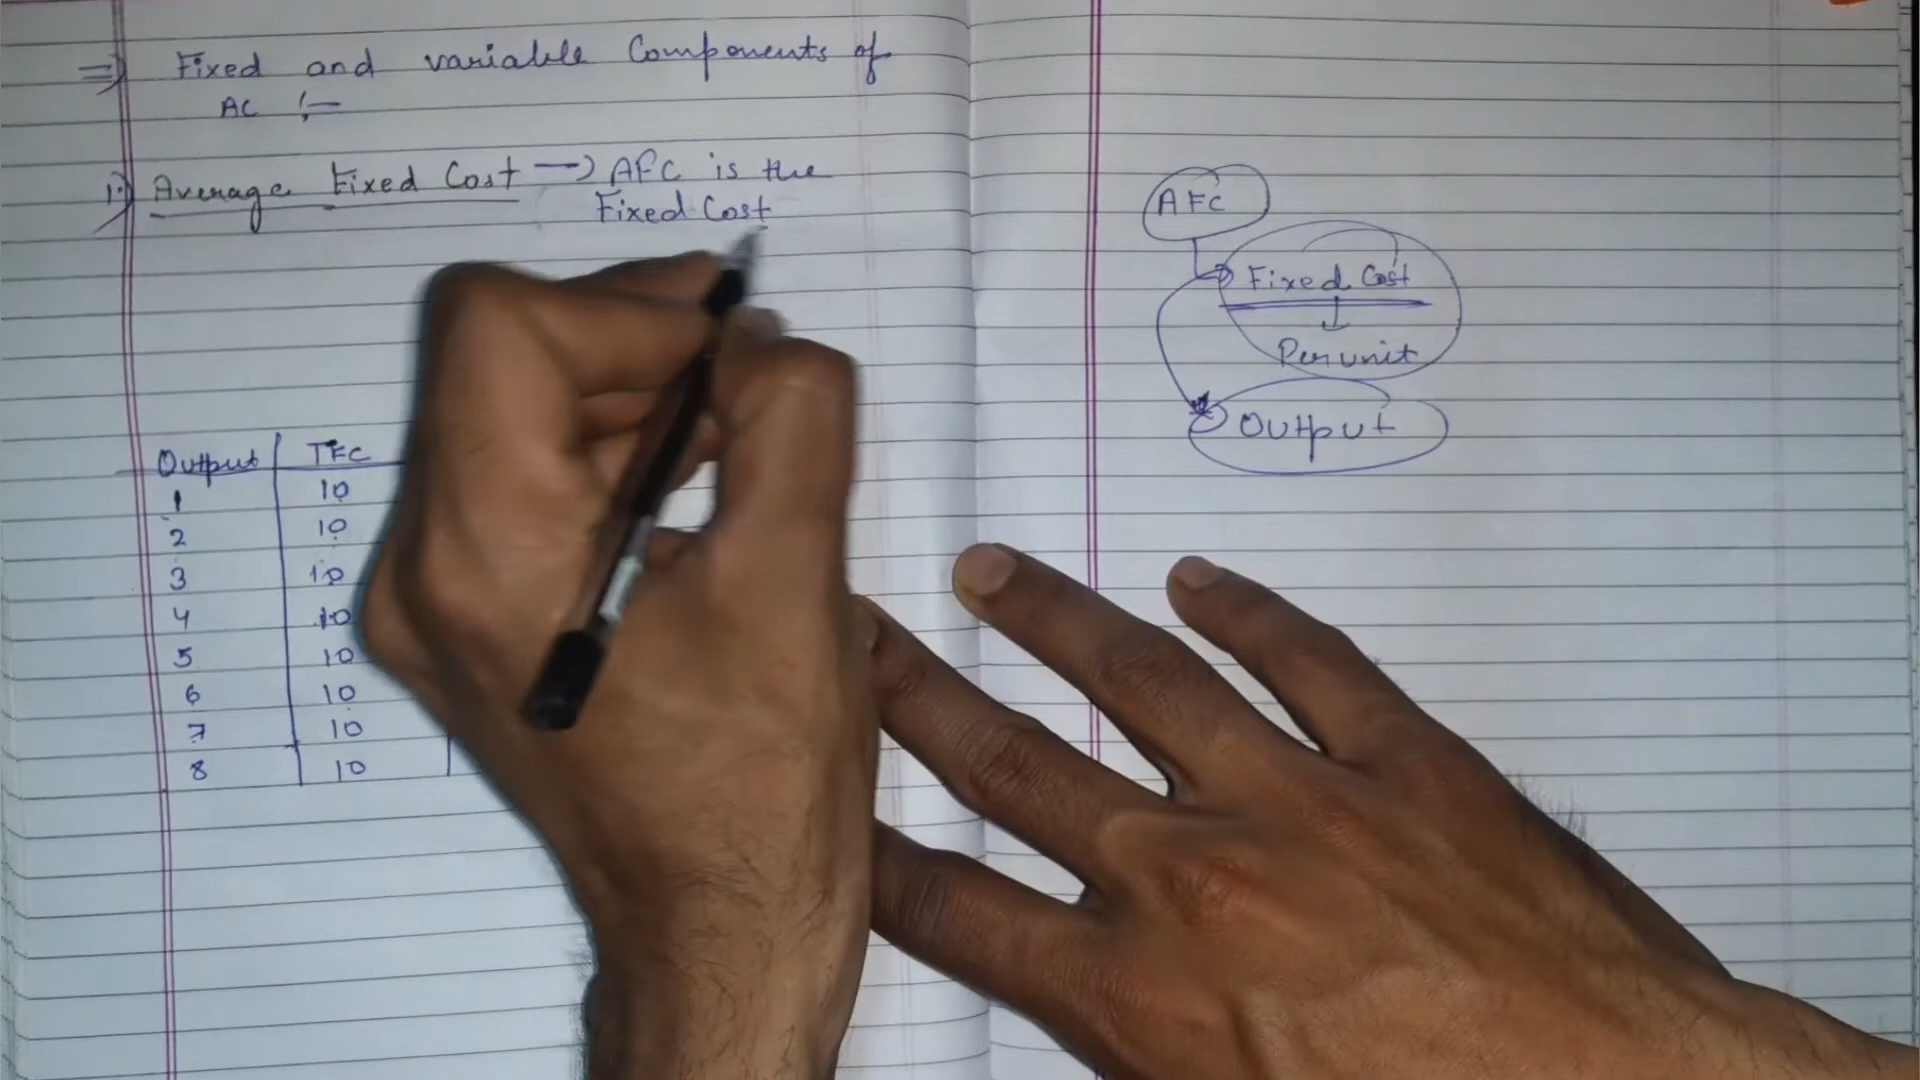 ⇒ Fixed and variable Components of
AC :-
1) Average Fixed Cost → AFC is the
Fixed Cost
Output TFC
1 10
2 10
3 10
4 10
5 10
6 10
7 10
8 10
AFC
Fixed Cost
↓
Per unit
Output